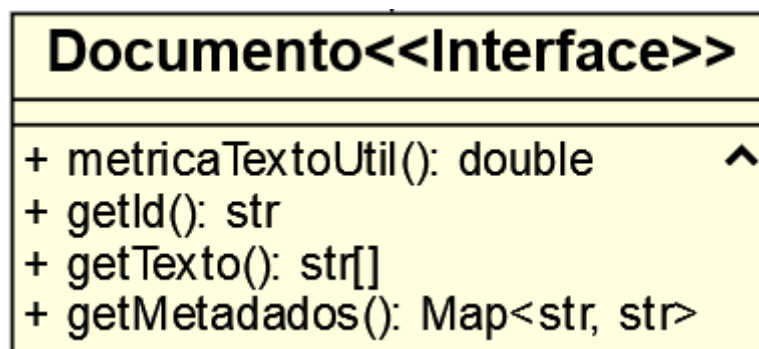 Documento<<Interface>>
+ metricaTextoUtil(): double
+ getId(): str
+ getTexto(): str[]
+ getMetadados(): Map<str, str>